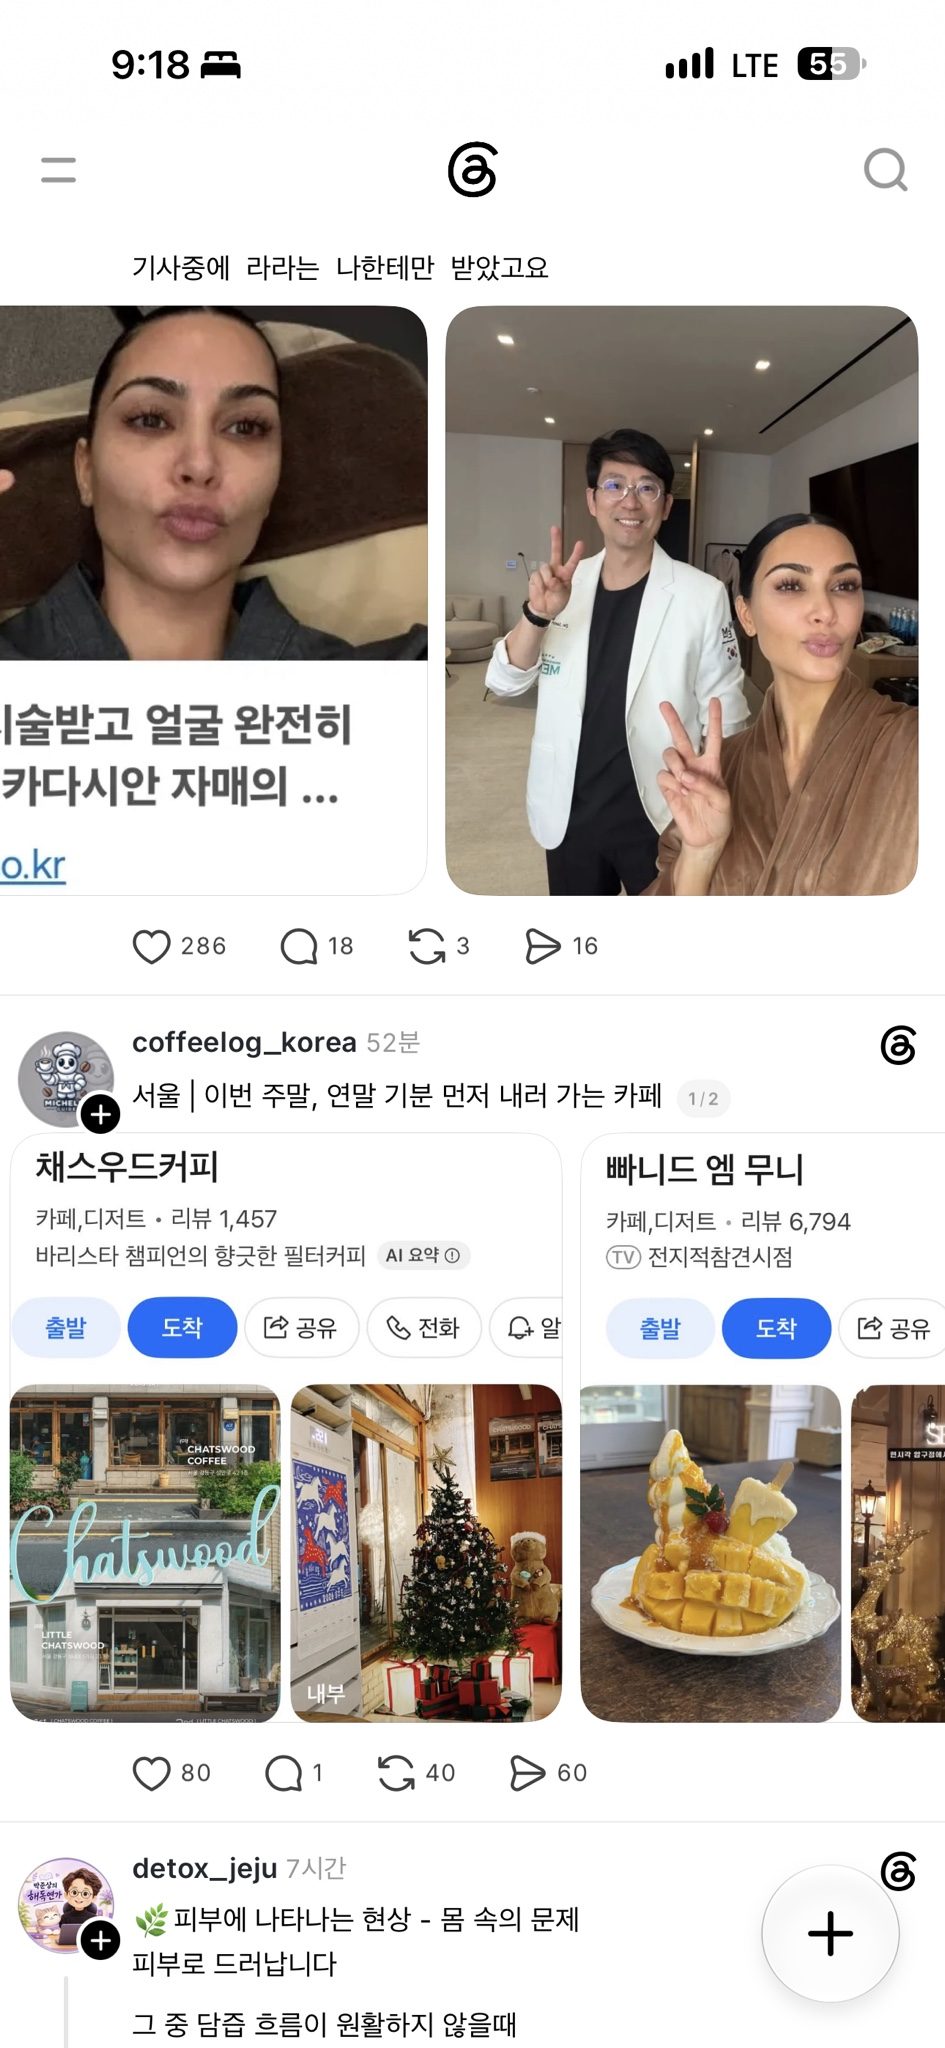 9:18
LTE
55
기사중에 라라는 나한테만 받았고요
시술받고 얼굴 완전히
카다시안 자매의 ...
o.kr
286
18
3
16
coffeelog_korea 52분
서울 | 이번 주말, 연말 기분 먼저 내러 가는 카페 1/2
채스우드커피
카페,디저트 • 리뷰 1,457
바리스타 챔피언의 향긋한 필터커피 AI 요약
출발
도착
공유
전화
알
CHATSWOOD
COFFEE
Chatswood
LITTLE
CHATSWOOD
내부
빠니드 엠 무니
카페,디저트 • 리뷰 6,794
TV 전지적참견시점
출발
도착
공유
80
1
40
60
detox_jeju 7시간
🌿피부에 나타나는 현상 - 몸 속의 문제
피부로 드러납니다
그 중 담즙 흐름이 원활하지 않을때